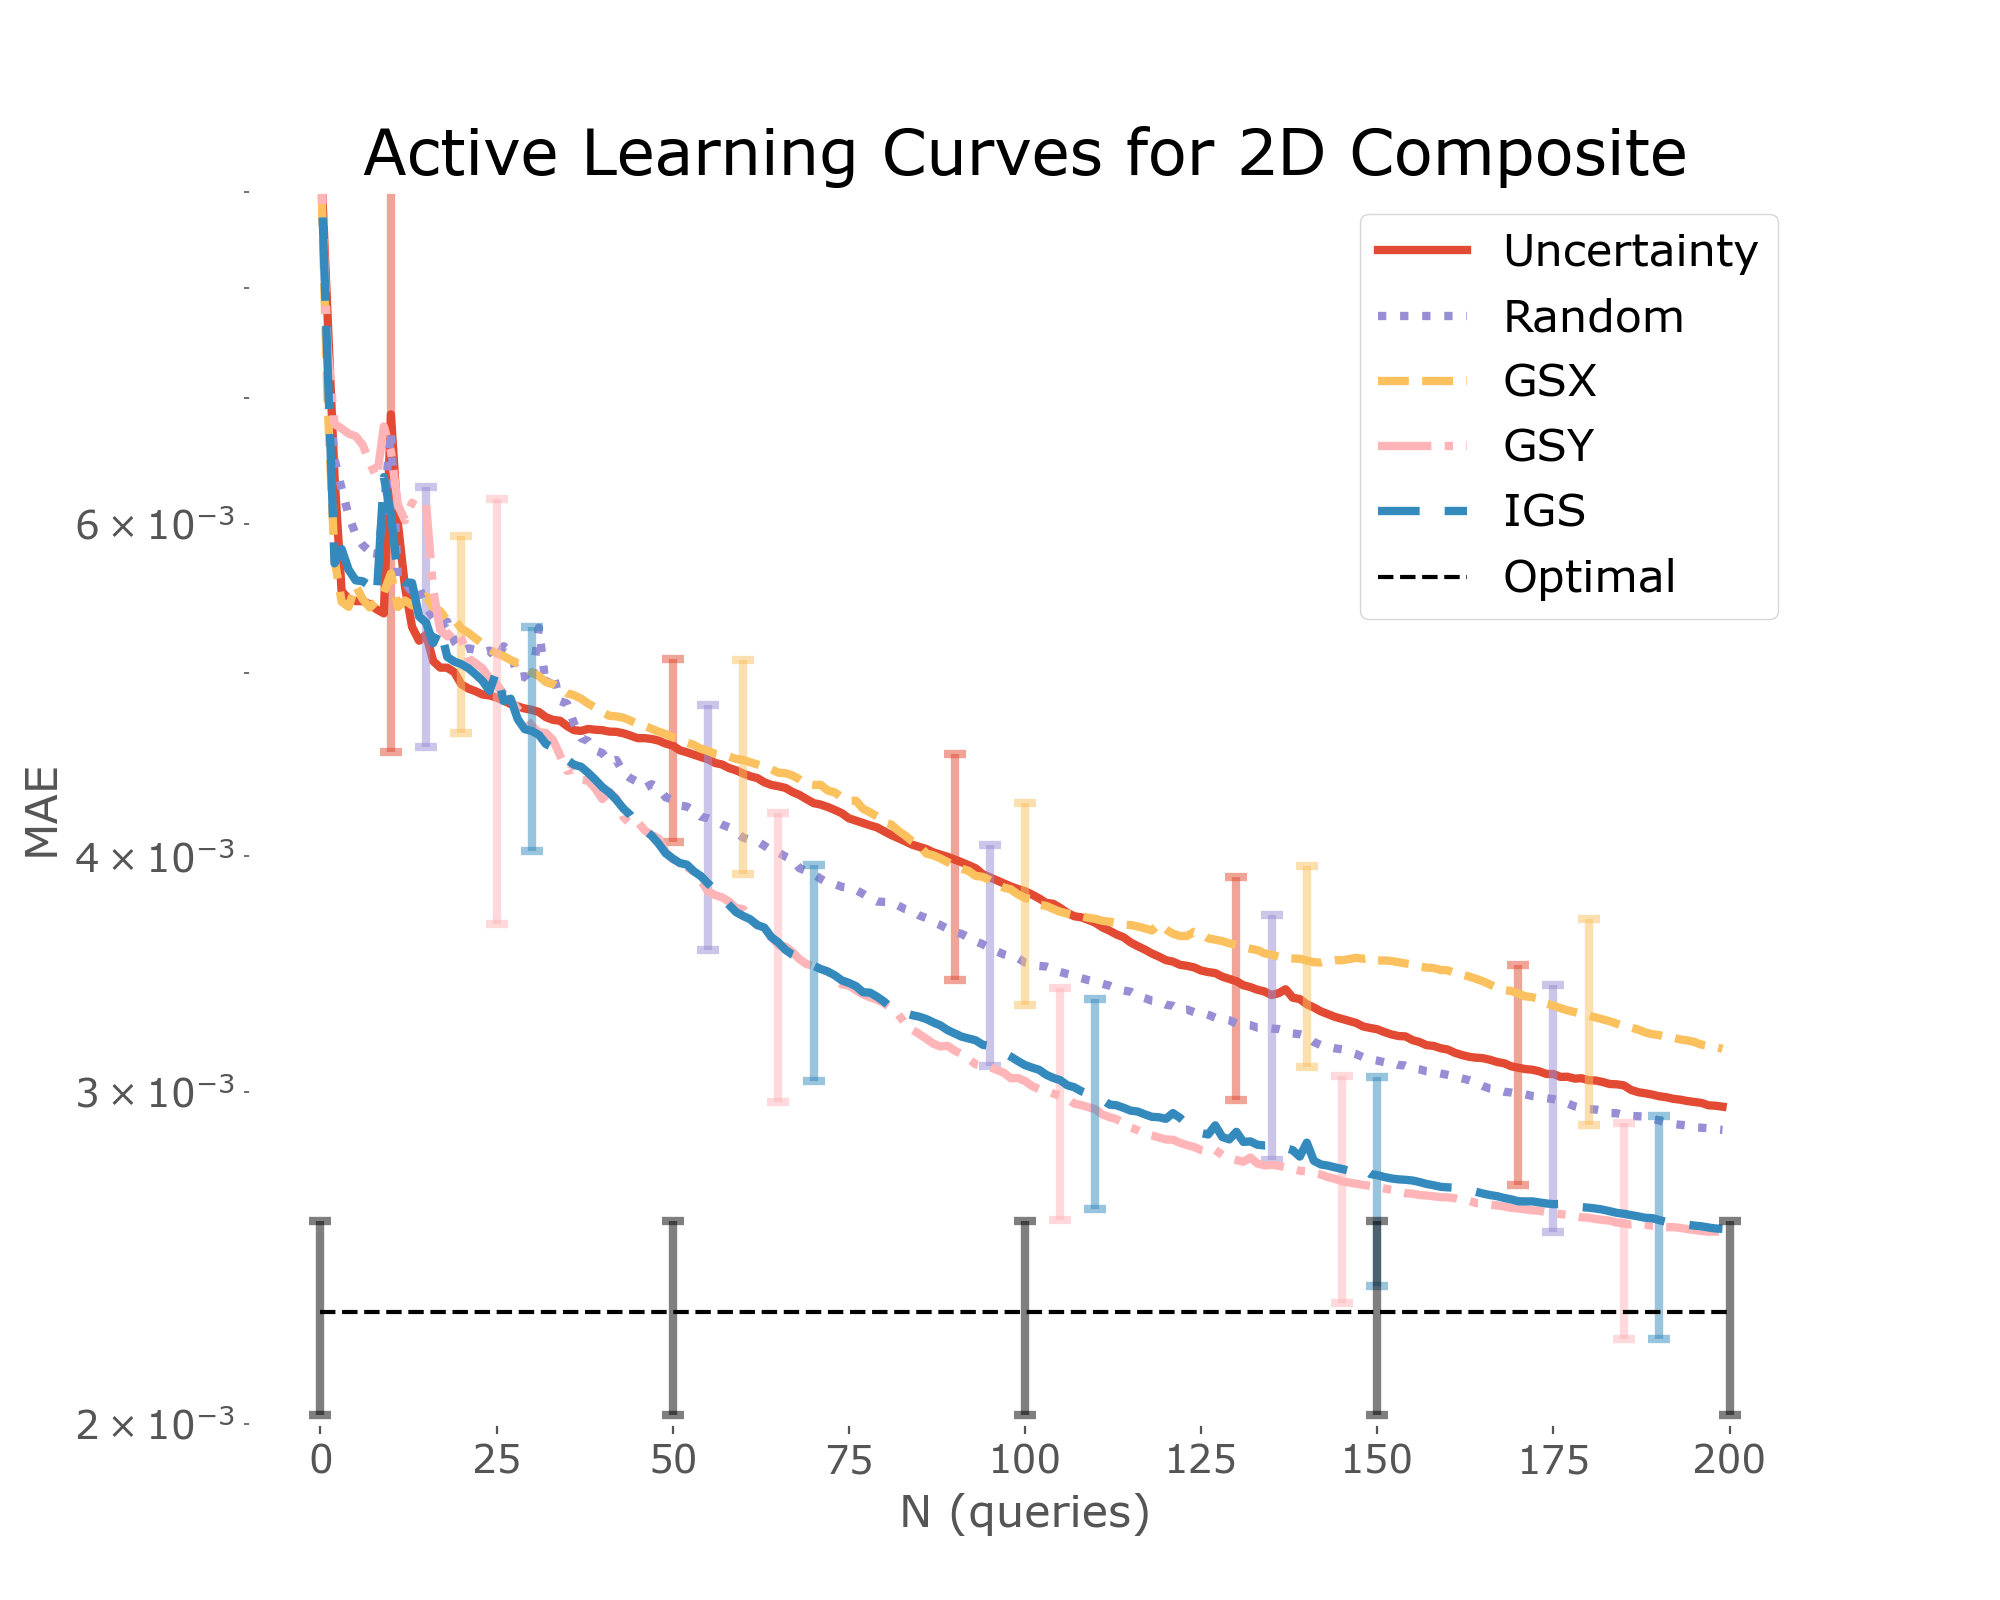 Active Learning Curves for 2D Composite
Uncertainty
Random
GSX
GSY
IGS
Optimal
6 × 10⁻³
4 × 10⁻³
3 × 10⁻³
2 × 10⁻³
MAE
0 25 50 75 100 125 150 175 200
N (queries)